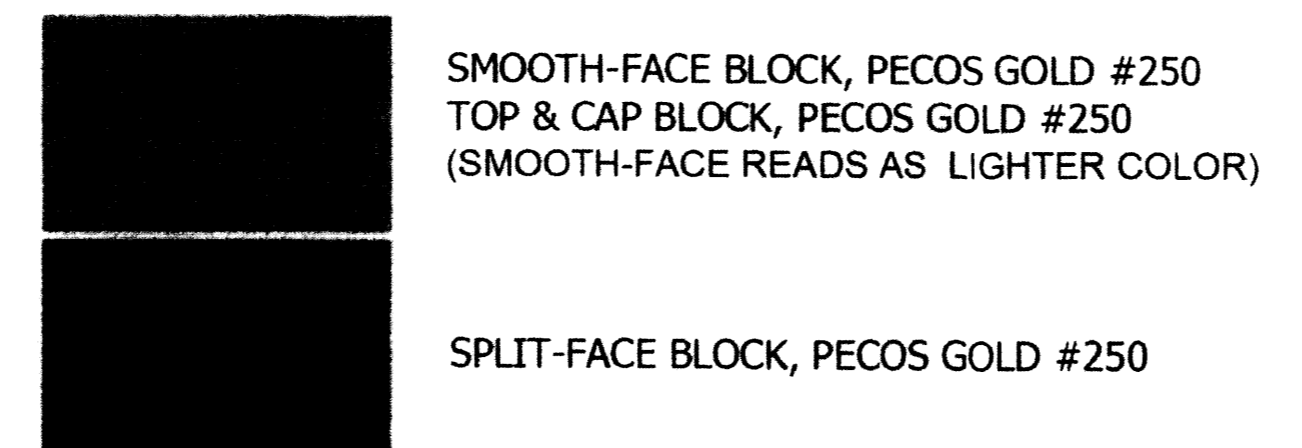 SMOOTH-FACE BLOCK, PECOS GOLD #250
TOP & CAP BLOCK, PECOS GOLD #250
(SMOOTH-FACE READS AS LIGHTER COLOR)
SPLIT-FACE BLOCK, PECOS GOLD #250